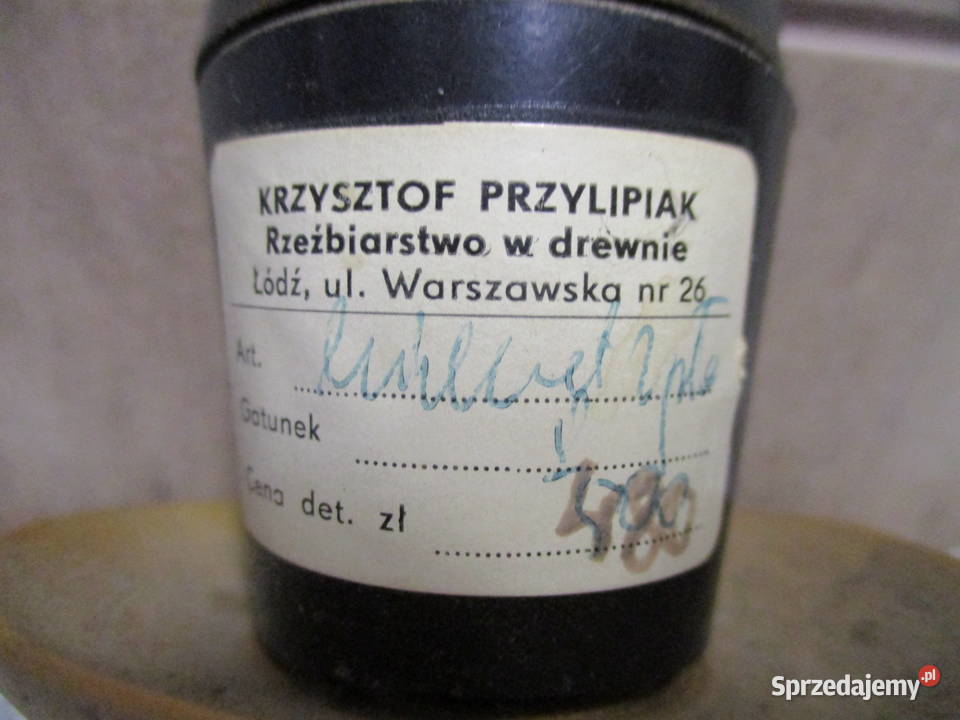 KRZYSZTOF PRZYLIPIAK
Rzeźbiarstwo w drewnie
Łódź, ul. Warszawska nr 26
Art.
Gatunek I
Cena det. zł
Sprzedajemy.pl